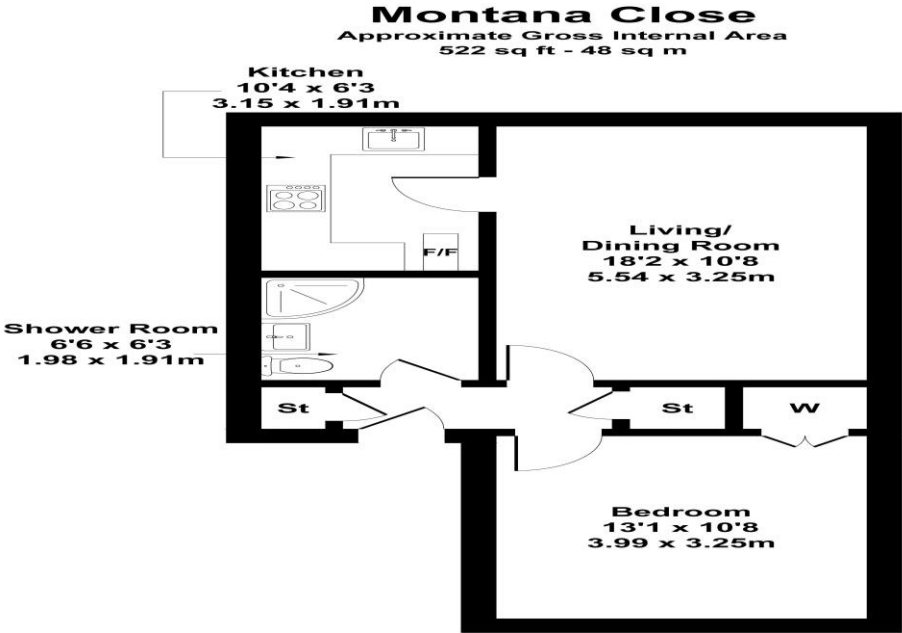 Montana Close
Approximate Gross Internal Area
522 sq ft - 48 sq m
Kitchen
10'4 x 6'3
3.15 x 1.91m
Living/
Dining Room
18'2 x 10'8
5.54 x 3.25m
F/F
Shower Room
6'6 x 6'3
1.98 x 1.91m
St
St
W
Bedroom
13'1 x 10'8
3.99 x 3.25m